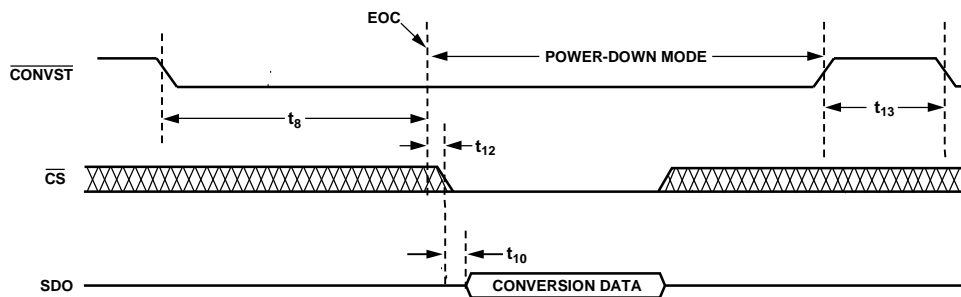 EOC
POWER-DOWN MODE
CONVST
t8
t13
t12
CS
t10
SDO
CONVERSION DATA